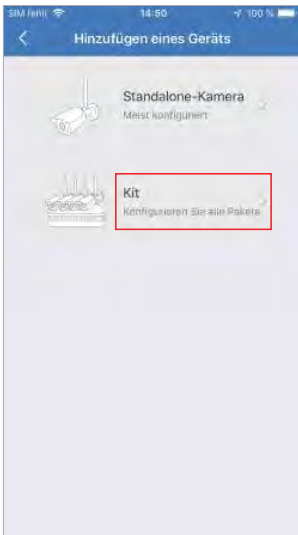 SIM fehlt 14:50 100 %
Hinzufügen eines Geräts
Standalone-Kamera
Meist konfiguriert
Kit
Konfigurieren Sie alle Pakete